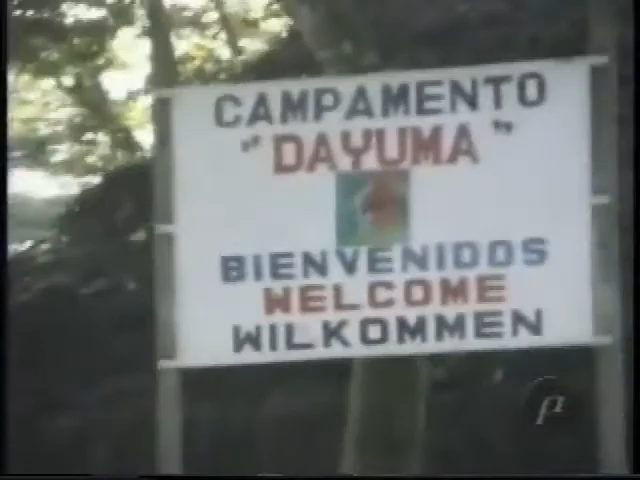 CAMPAMENTO
"DAYUMA"
BIENVENIDOS
WELCOME
WILKOMMEN